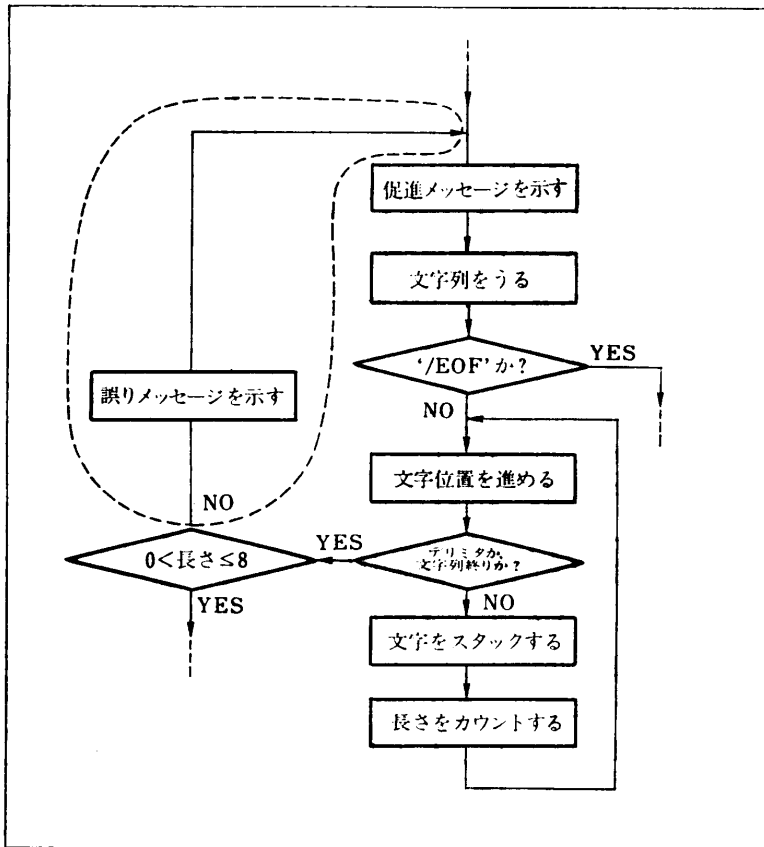 促進メッセージを示す
文字列をうる
'/EOF'か?
YES
NO
誤りメッセージを示す
文字位置を進める
NO
0<長さ≤8
YES
デリミタか,
文字列終りか?
YES
NO
文字をスタックする
長さをカウントする